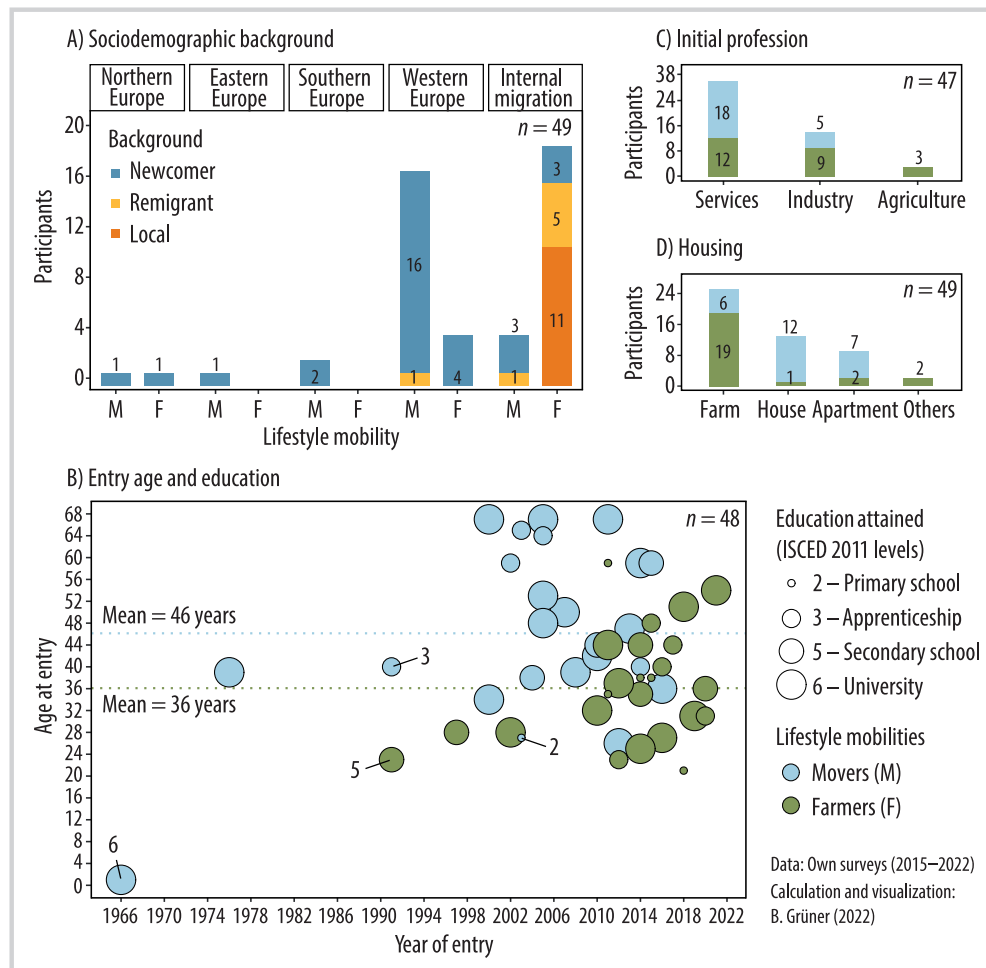 A) Sociodemographic background
Northern Europe
Eastern Europe
Southern Europe
Western Europe
Internal migration
n = 49
Background
Newcomer
Remigrant
Local
Participants
20
16
12
8
4
0
1
1
1
2
16
1
4
3
1
3
5
11
M F M F M F M F M F
Lifestyle mobility
C) Initial profession
n = 47
Participants
38
32
24
16
8
0
18
12
5
9
3
Services Industry Agriculture
D) Housing
n = 49
Participants
24
16
8
0
6
19
12
1
7
2
2
Farm House Apartment Others
B) Entry age and education
n = 48
Age at entry
68
64
60
56
52
48
44
40
36
32
28
24
20
16
12
8
4
0
Mean = 46 years
Mean = 36 years
3
2
5
6
1966 1970 1974 1978 1982 1986 1990 1994 1998 2002 2006 2010 2014 2018 2022
Year of entry
Education attained
(ISCED 2011 levels)
2 – Primary school
3 – Apprenticeship
5 – Secondary school
6 – University
Lifestyle mobilities
Movers (M)
Farmers (F)
Data: Own surveys (2015–2022)
Calculation and visualization:
B. Grüner (2022)